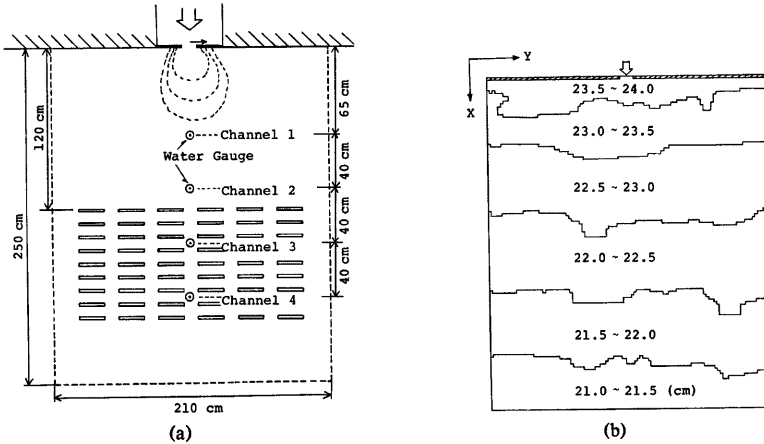 65 cm
120 cm
Channel 1
Water Gauge
40 cm
Channel 2
40 cm
250 cm
Channel 3
40 cm
Channel 4
210 cm
(a)
Y
X
23.5 ~ 24.0
23.0 ~ 23.5
22.5 ~ 23.0
22.0 ~ 22.5
21.5 ~ 22.0
21.0 ~ 21.5 (cm)
(b)